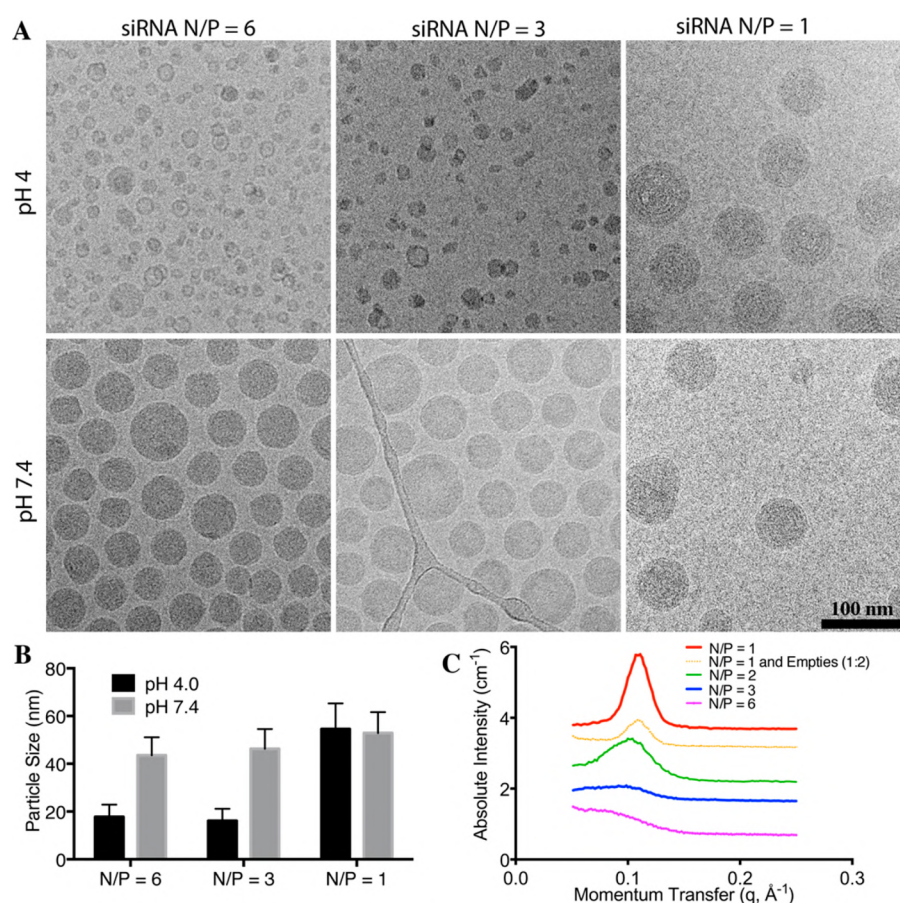 A
siRNA N/P = 6
siRNA N/P = 3
siRNA N/P = 1
pH 4
pH 7.4
100 nm
B
Particle Size (nm)
80
60
40
20
0
pH 4.0
pH 7.4
N/P = 6
N/P = 3
N/P = 1
C
Absolute Intensity (cm⁻¹)
6
4
2
0
N/P = 1
N/P = 1 and Empties (1:2)
N/P = 2
N/P = 3
N/P = 6
0.0
0.1
0.2
0.3
Momentum Transfer (q, Å⁻¹)